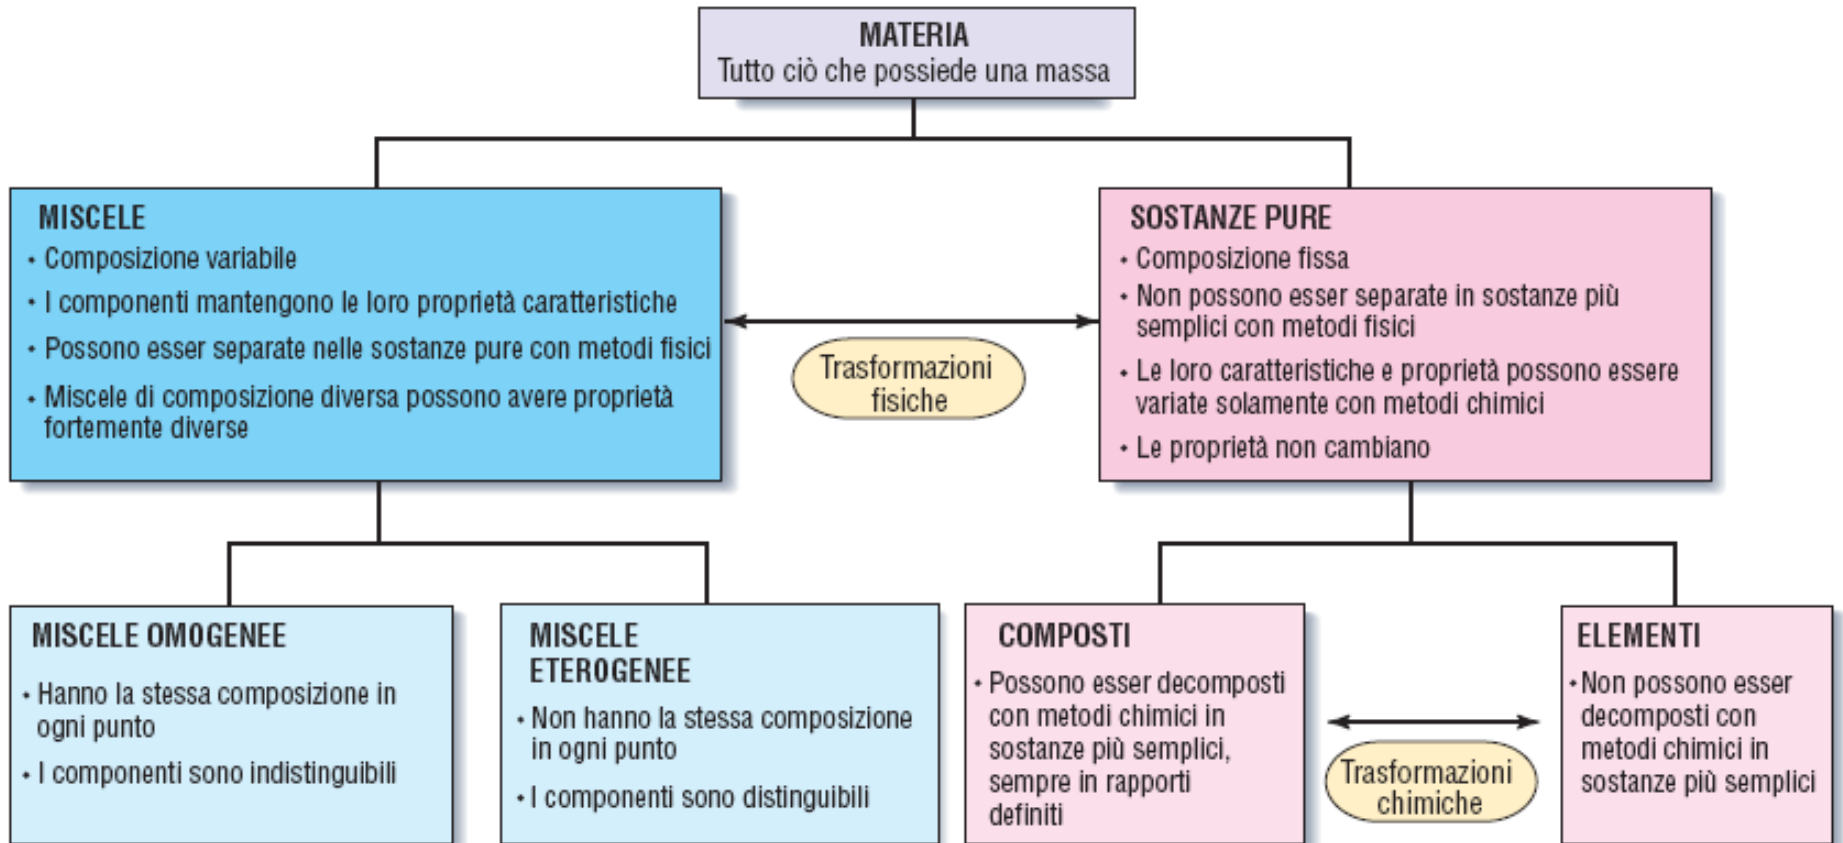 MATERIA
Tutto ciò che possiede una massa
MISCELE
• Composizione variabile
• I componenti mantengono le loro proprietà caratteristiche
• Possono esser separate nelle sostanze pure con metodi fisici
• Miscele di composizione diversa possono avere proprietà
fortemente diverse
Trasformazioni
fisiche
SOSTANZE PURE
• Composizione fissa
• Non possono esser separate in sostanze più
semplici con metodi fisici
• Le loro caratteristiche e proprietà possono essere
variate solamente con metodi chimici
• Le proprietà non cambiano
MISCELE OMOGENEE
• Hanno la stessa composizione in
ogni punto
• I componenti sono indistinguibili
MISCELE
ETEROGENEE
• Non hanno la stessa composizione
in ogni punto
• I componenti sono distinguibili
COMPOSTI
• Possono esser decomposti
con metodi chimici in
sostanze più semplici,
sempre in rapporti
definiti
Trasformazioni
chimiche
ELEMENTI
• Non possono esser
decomposti con
metodi chimici in
sostanze più semplici